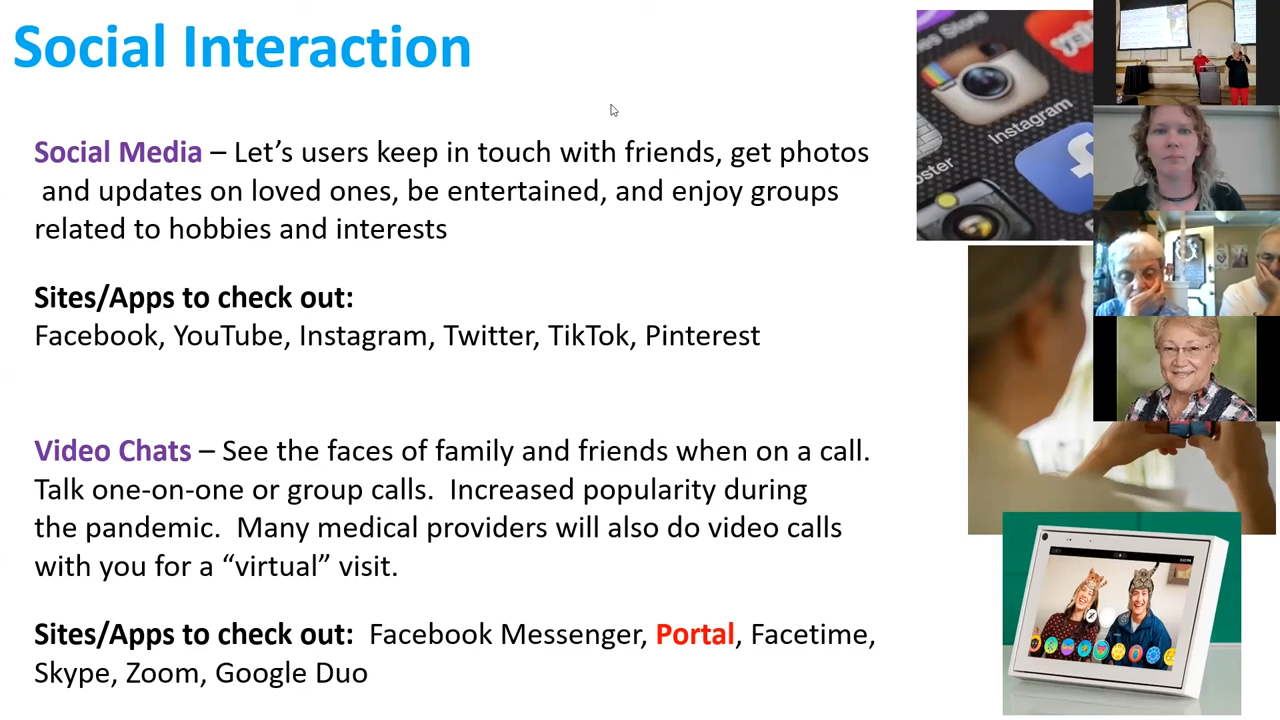 Social Interaction
Social Media – Let's users keep in touch with friends, get photos
and updates on loved ones, be entertained, and enjoy groups
related to hobbies and interests
Sites/Apps to check out:
Facebook, YouTube, Instagram, Twitter, TikTok, Pinterest
Video Chats – See the faces of family and friends when on a call.
Talk one-on-one or group calls.  Increased popularity during
the pandemic.  Many medical providers will also do video calls
with you for a “virtual” visit.
Sites/Apps to check out:  Facebook Messenger, Portal, Facetime,
Skype, Zoom, Google Duo
Store
Instagram